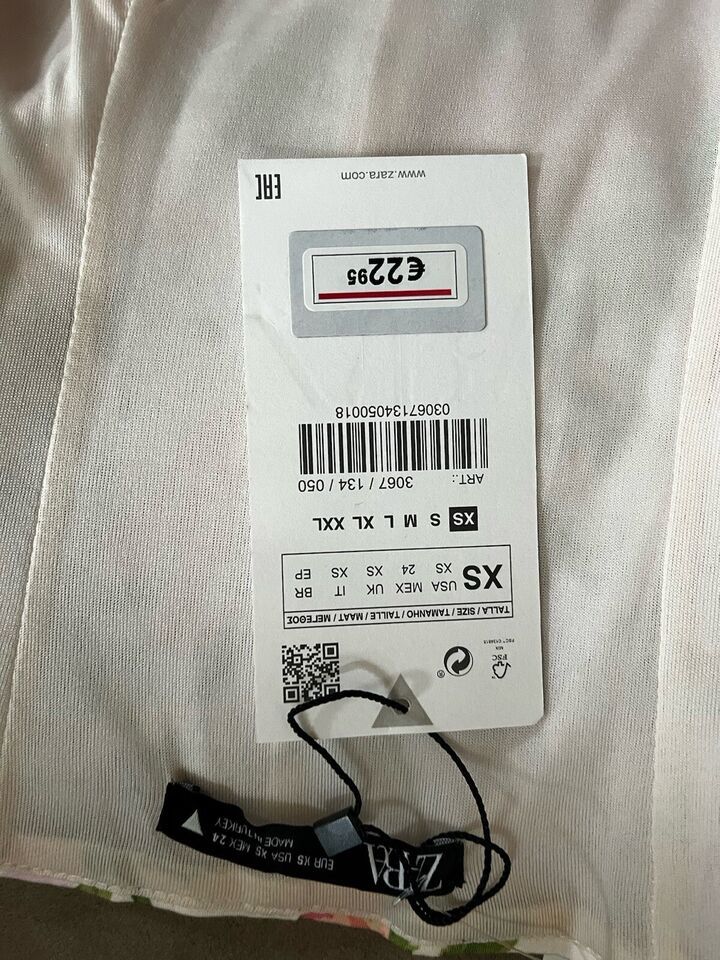 ZARA
EUR XS USA XS MEX 24
MADE IN TURKEY
FSC
MIX
®
TALLA / SIZE / TAMANHO / TAILLE / MAAT / ΜΕΓΕΘΟΣ
XS
USA MEX UK IT BR
XS 24 XS XS EP
XS S M L XL XXL
ART.: 3067 / 134 / 050
03067134050018
€2295
www.zara.com
EAC